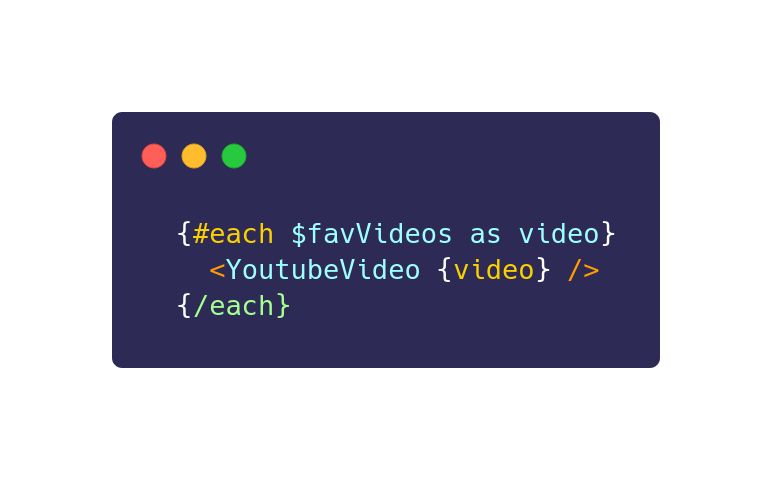 {#each $favVideos as video}
  <YoutubeVideo {video} />
{/each}